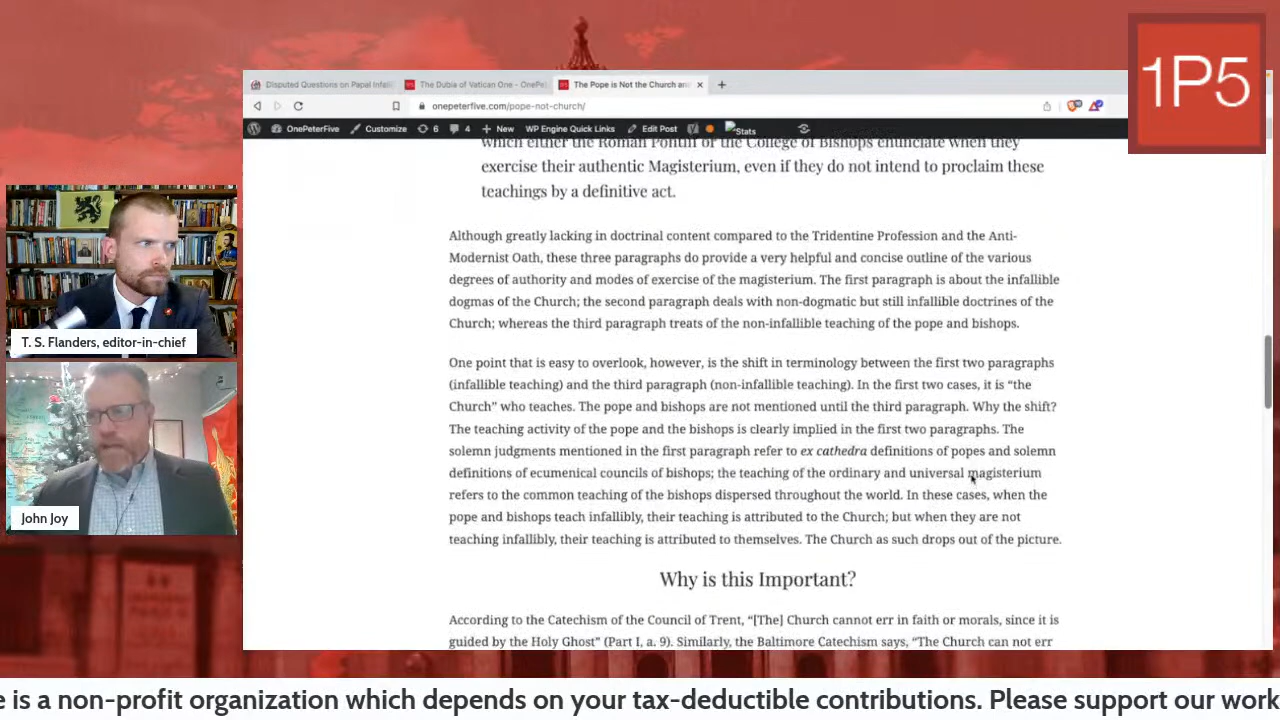 1P5
Disputed Questions on Papal Infalli
The Dubia of Vatican One - OnePe
The Pope is Not the Church an
onepeterfive.com/pope-not-church/
OnePeterFive Customize 6 4 New WP Engine Quick Links Edit Post Stats
which either the Roman Pontiff or the College of Bishops enunciate when they
exercise their authentic Magisterium, even if they do not intend to proclaim these
teachings by a definitive act.
Although greatly lacking in doctrinal content compared to the Tridentine Profession and the Anti-
Modernist Oath, these three paragraphs do provide a very helpful and concise outline of the various
degrees of authority and modes of exercise of the magisterium. The first paragraph is about the infallible
dogmas of the Church; the second paragraph deals with non-dogmatic but still infallible doctrines of the
Church; whereas the third paragraph treats of the non-infallible teaching of the pope and bishops.
One point that is easy to overlook, however, is the shift in terminology between the first two paragraphs
(infallible teaching) and the third paragraph (non-infallible teaching). In the first two cases, it is “the
Church” who teaches. The pope and bishops are not mentioned until the third paragraph. Why the shift?
The teaching activity of the pope and the bishops is clearly implied in the first two paragraphs. The
solemn judgments mentioned in the first paragraph refer to ex cathedra definitions of popes and solemn
definitions of ecumenical councils of bishops; the teaching of the ordinary and universal magisterium
refers to the common teaching of the bishops dispersed throughout the world. In these cases, when the
pope and bishops teach infallibly, their teaching is attributed to the Church; but when they are not
teaching infallibly, their teaching is attributed to themselves. The Church as such drops out of the picture.
Why is this Important?
According to the Catechism of the Council of Trent, “[The] Church cannot err in faith or morals, since it is
guided by the Holy Ghost” (Part I, a. 9). Similarly, the Baltimore Catechism says, “The Church can not err
T. S. Flanders, editor-in-chief
John Joy
e is a non-profit organization which depends on your tax-deductible contributions. Please support our work